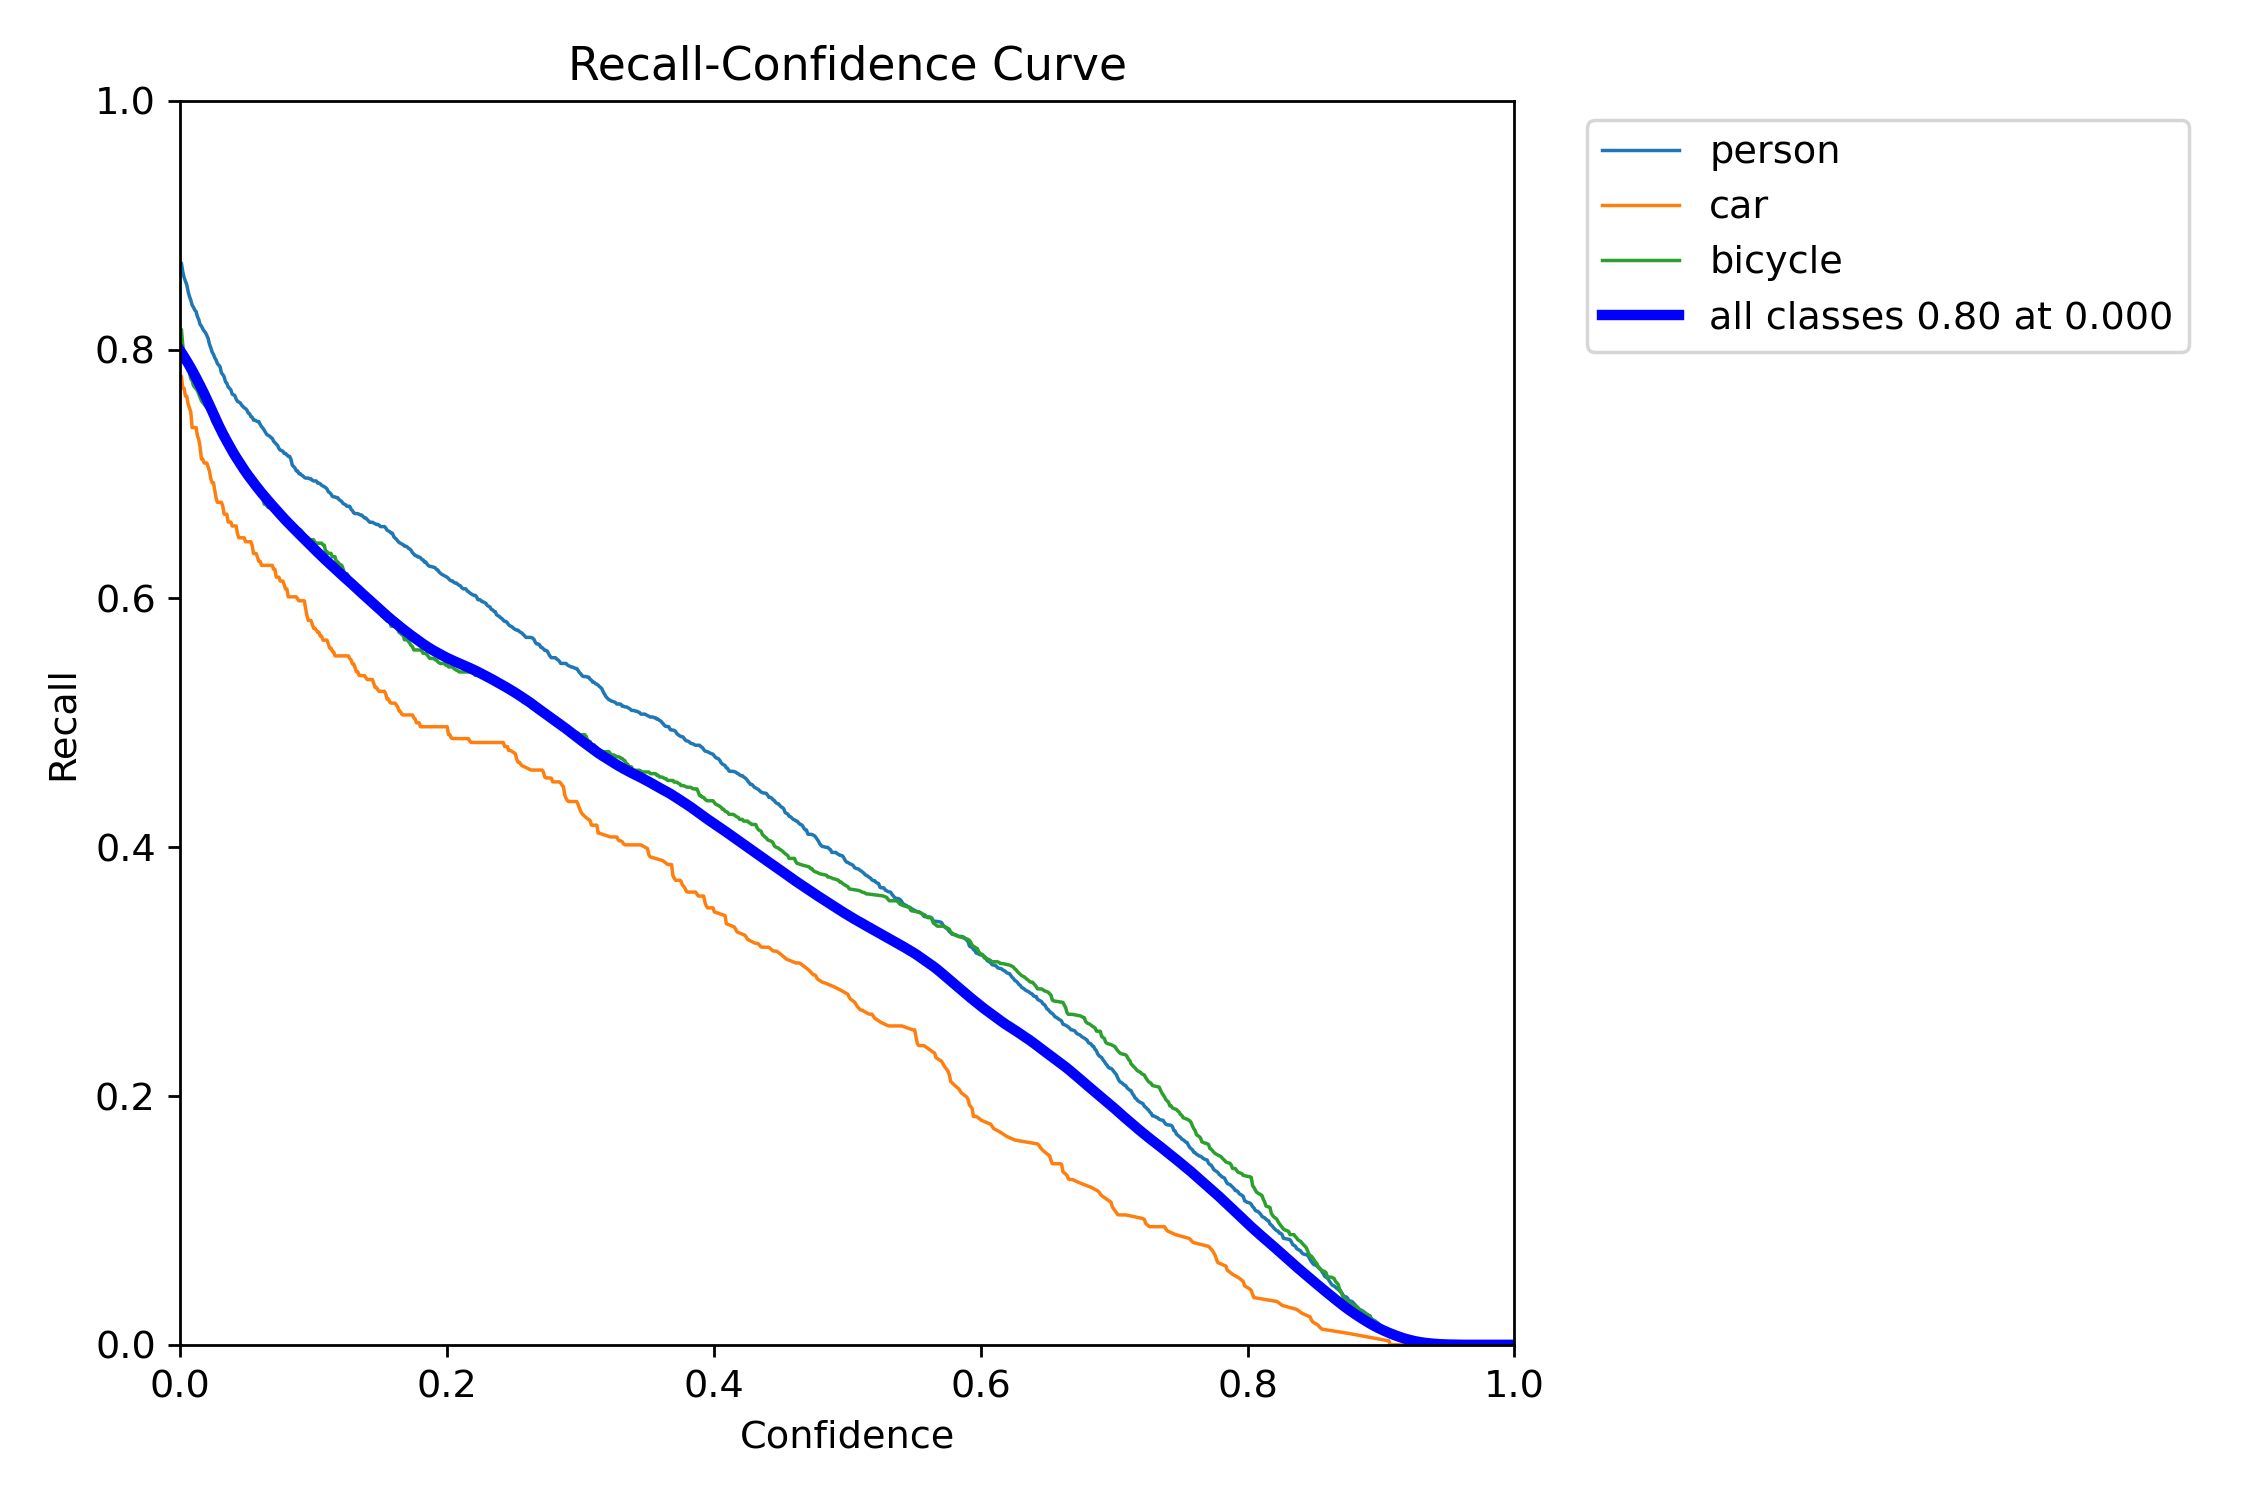 Recall-Confidence Curve
1.0
0.8
0.6
0.4
0.2
0.0
Recall
0.0 0.2 0.4 0.6 0.8 1.0
Confidence
person
car
bicycle
all classes 0.80 at 0.000